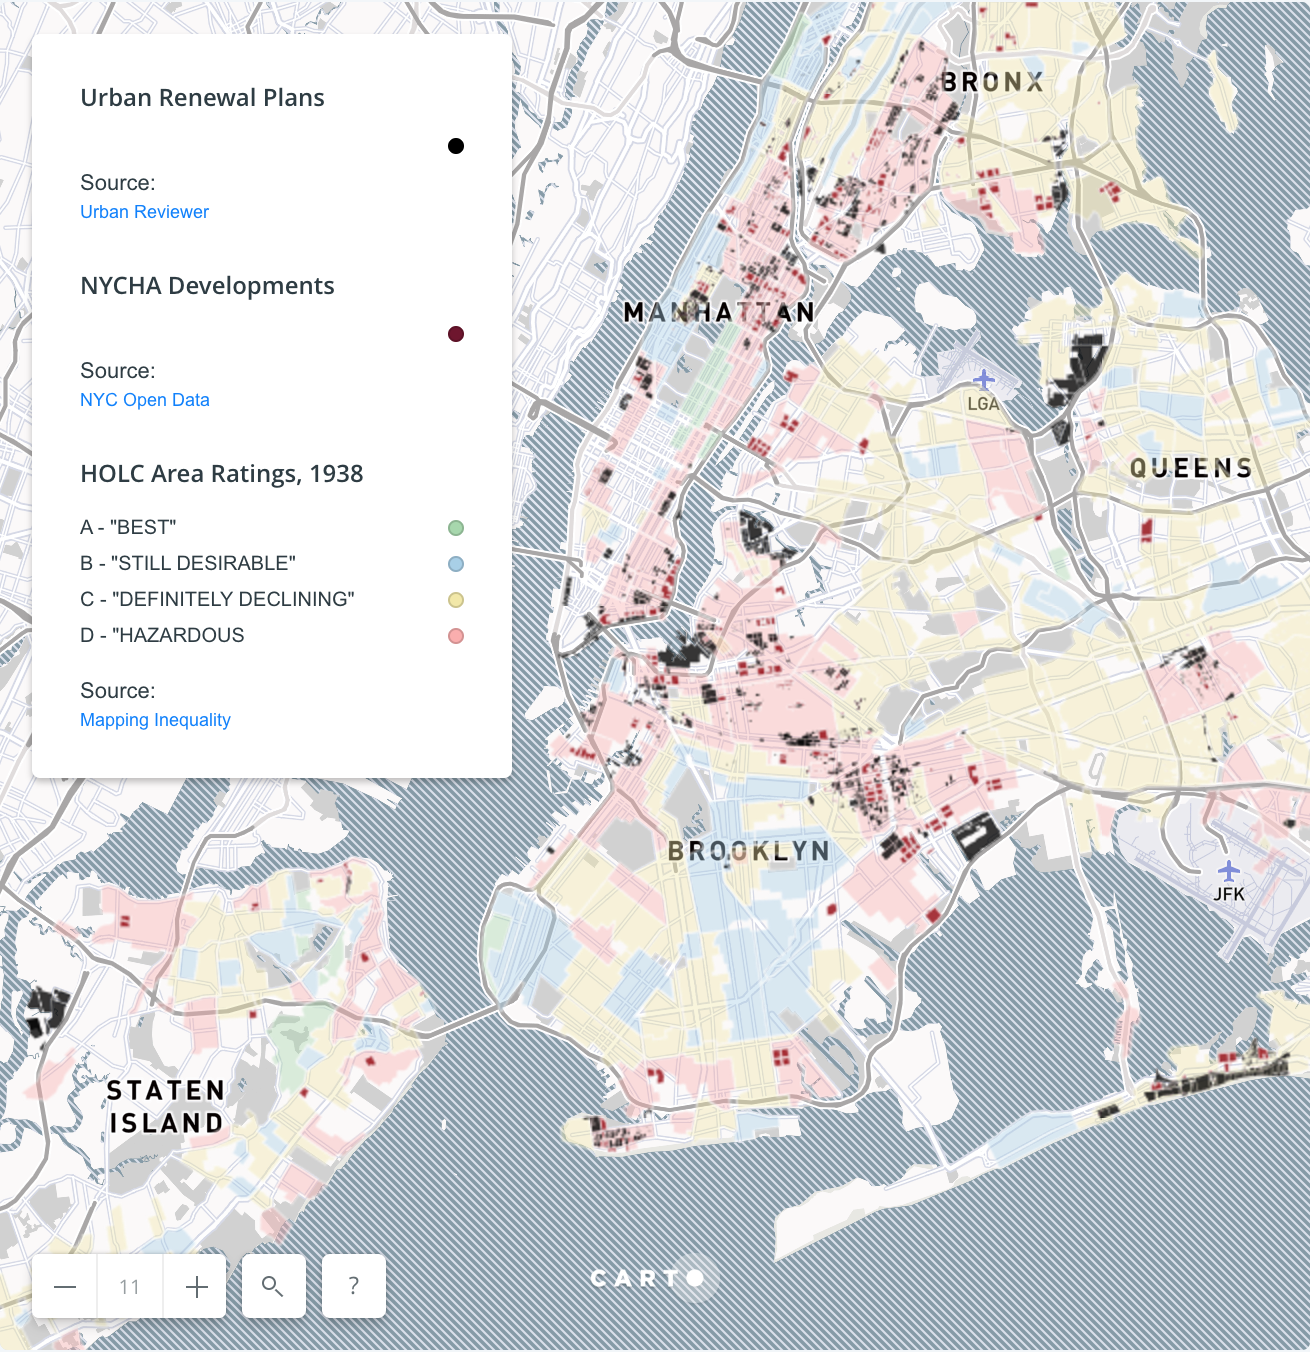 Urban Renewal Plans
Source:
Urban Reviewer
NYCHA Developments
Source:
NYC Open Data
HOLC Area Ratings, 1938
A - "BEST"
B - "STILL DESIRABLE"
C - "DEFINITELY DECLINING"
D - "HAZARDOUS
Source:
Mapping Inequality
BRONX
MANHATTAN
LGA
QUEENS
BROOKLYN
JFK
STATEN
ISLAND
11
?
CARTO